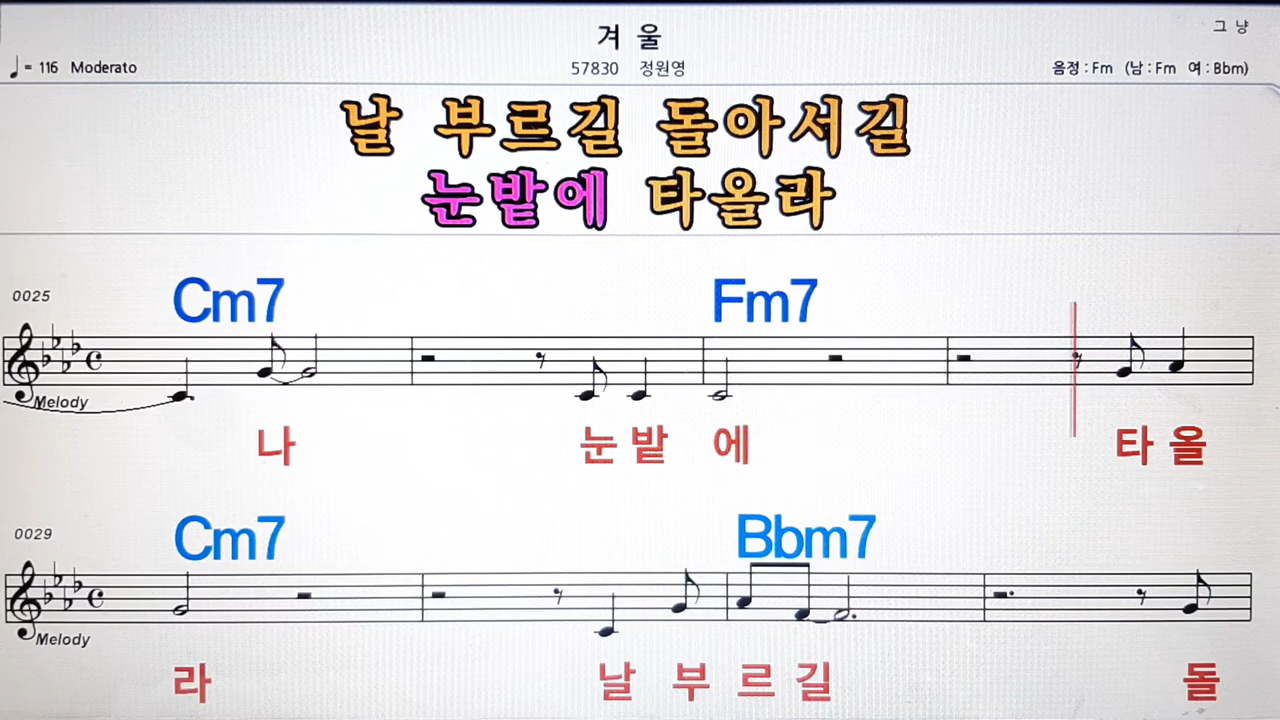 겨 울
그 냥
♩= 116 Moderato
57830 정원영
음정 : Fm (남 : Fm 여 : Bbm)
날 부르길 돌아서길
눈밭에 타올라
0025
Cm7 Fm7
Melody
나 눈 밭 에 타 올
0029
Cm7 Bbm7
Melody
라 날 부 르 길 돌